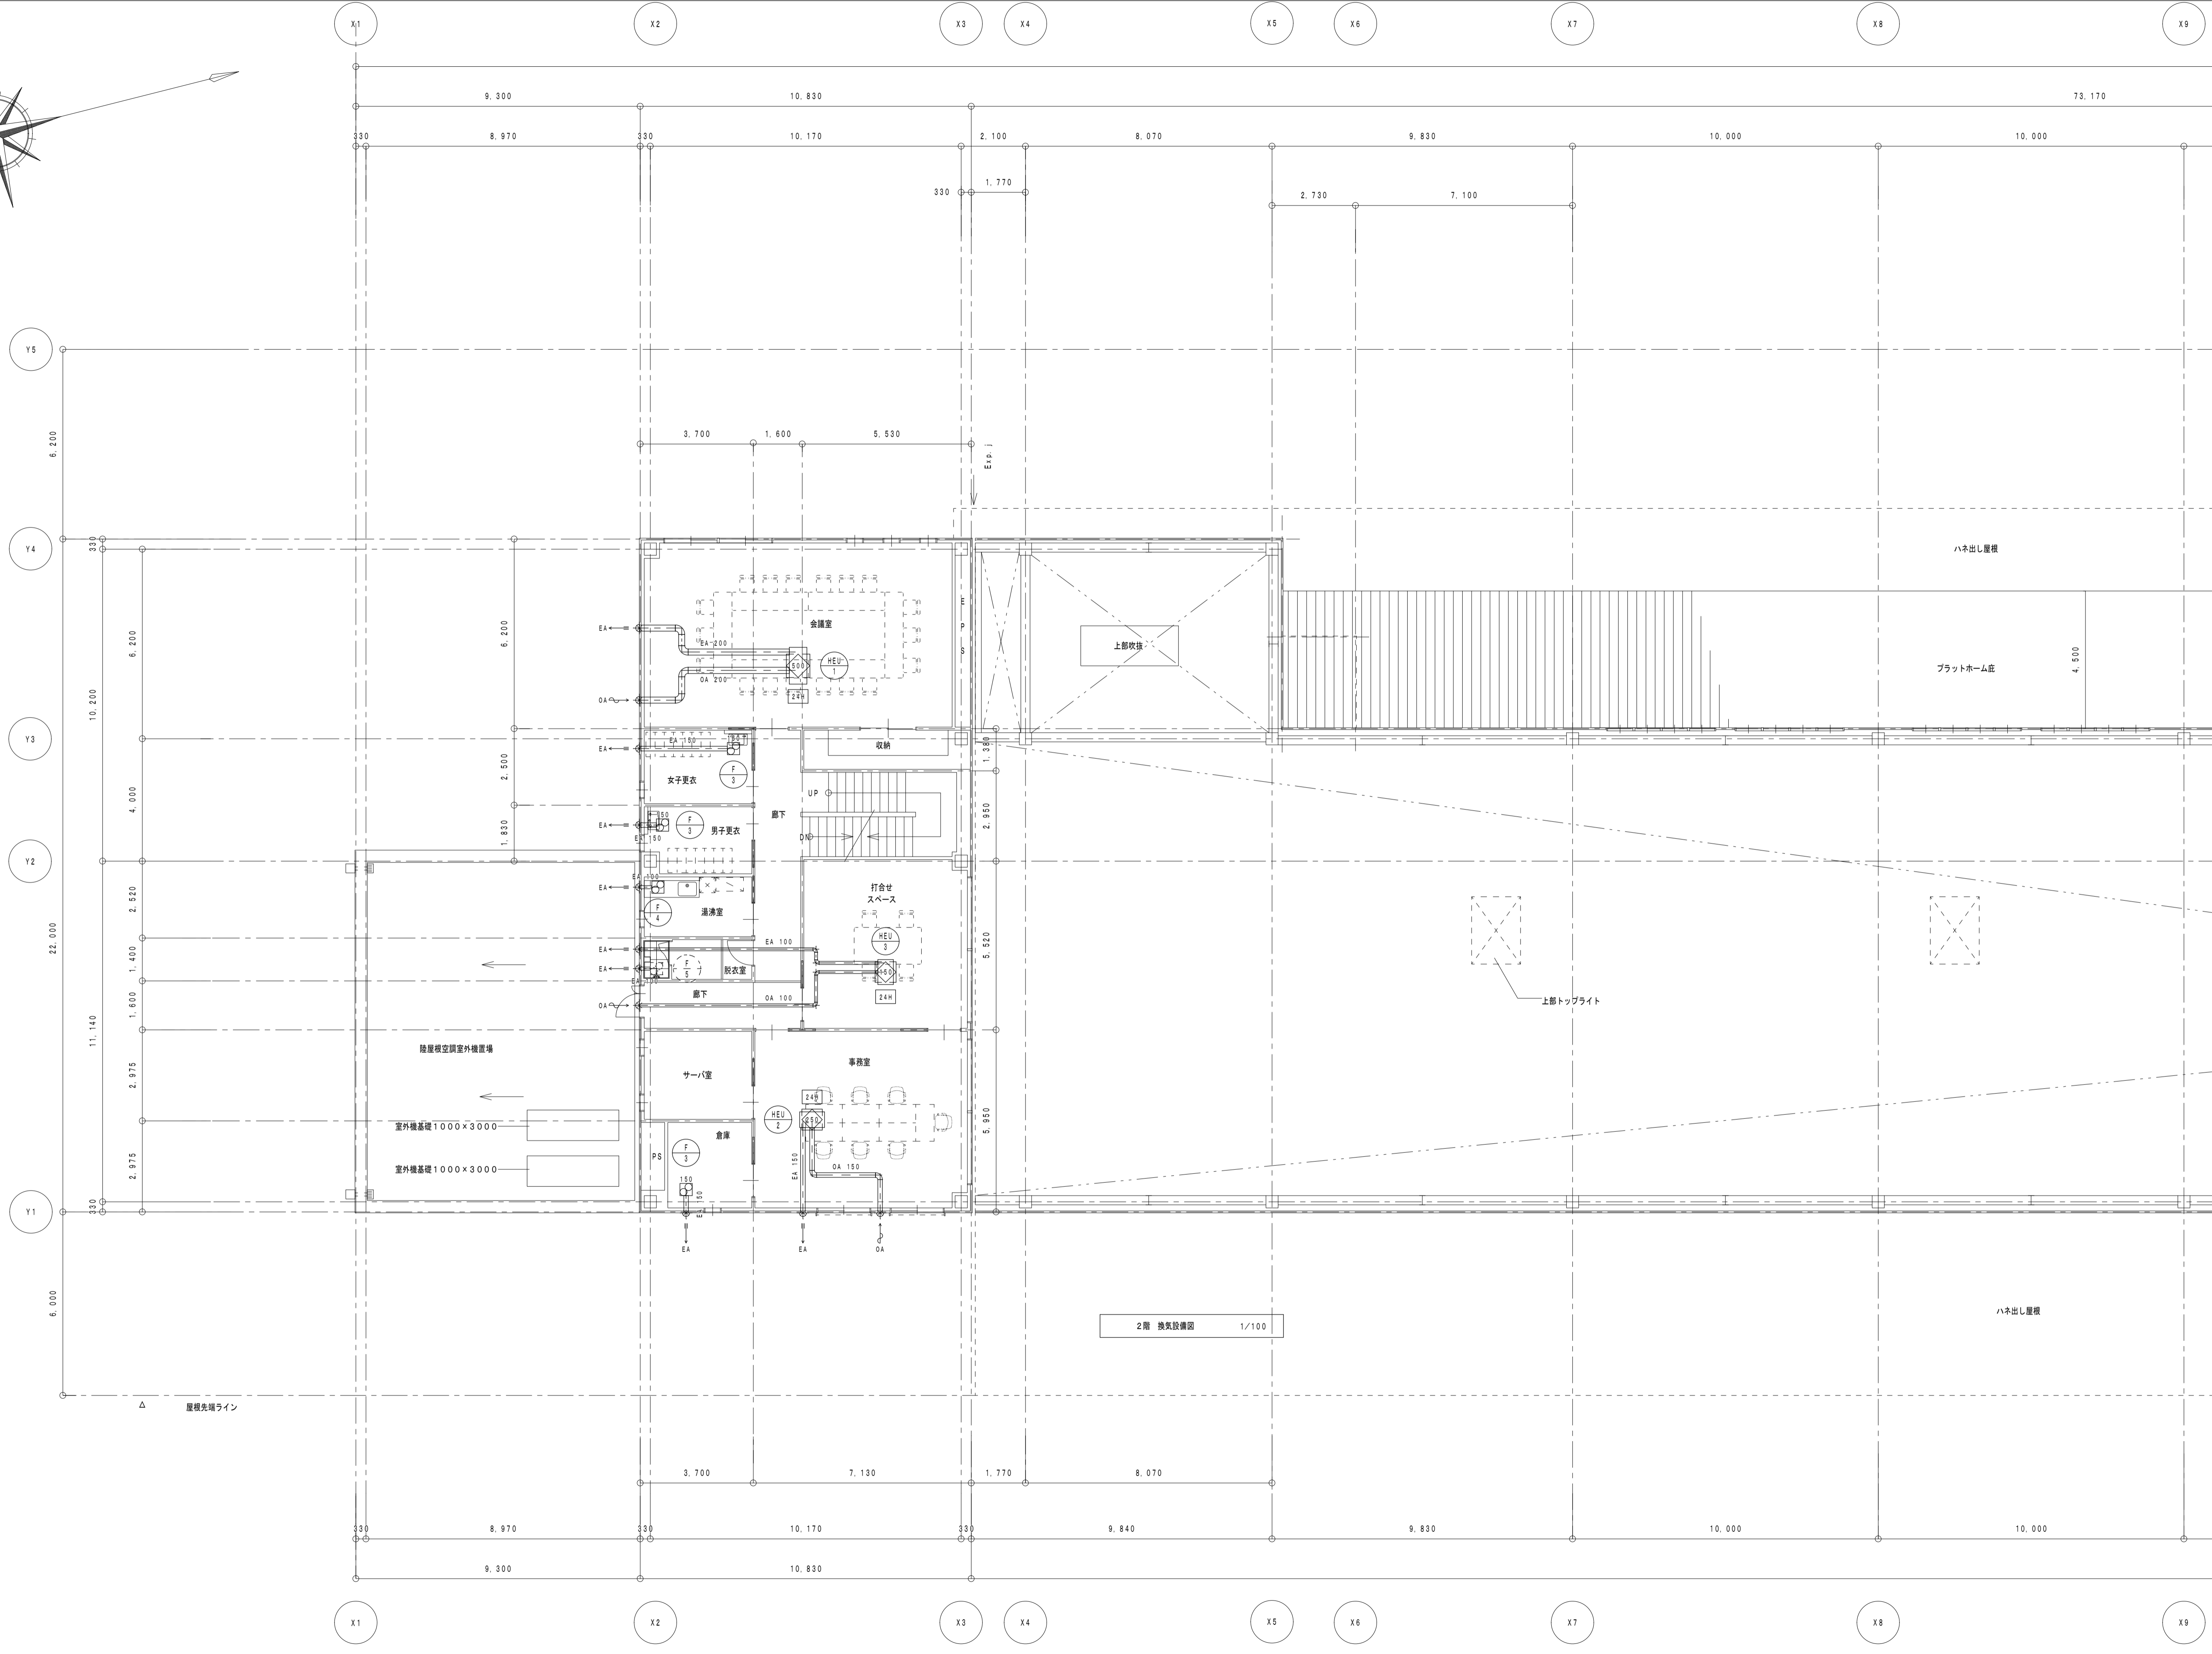 X1 X2 X3 X4 X5 X6 X7 X8 X9
9,300 10,830 73,170
330 8,970 330 10,170 2,100 8,070 9,830 10,000 10,000
330 1,770
2,730 7,100
Y5
6,200
3,700 1,600 5,530
Exp.j
Y4
330
ハネ出し屋根
会議室
EPS
EA
EA 200
上部吹抜
6,200
6,200
500
HEU
1
プラットホーム庇
4,500
OA 200
OA
24H
10,200
Y3
EA
EA 150
収納
1,380
2,500
F
3
女子更衣
UP
4,000
廊下
2,950
EA
150
F
3
男子更衣
DN
1,830
EA 150
Y2
EA
EA 100
打合せ
スペース
2,520
F
4
湯沸室
22,000
HEU
3
5,520
EA
EA 100
1,400
EA
F
5
脱衣室
150
EA 100
廊下
OA 100
24H
OA
1,600
上部トップライト
11,140
陸屋根空調室外機置場
事務室
2,975
サーバ室
24H
HEU
2
250
5,950
室外機基礎1000×3000
倉庫
F
3
PS
室外機基礎1000×3000
2,975
EA 150
OA 150
150
EA 150
330
Y1
EA EA OA
6,000
2階 換気設備図 1/100
ハネ出し屋根
屋根先端ライン
3,700 7,130 1,770 8,070
330 8,970 330 10,170 330 9,840 9,830 10,000 10,000
9,300 10,830
X1 X2 X3 X4 X5 X6 X7 X8 X9